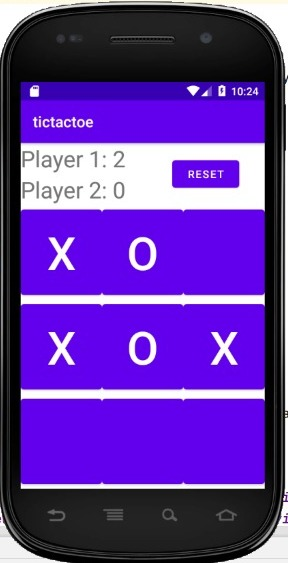 10:24
tictactoe
Player 1: 2
RESET
Player 2: 0
X O
X O X